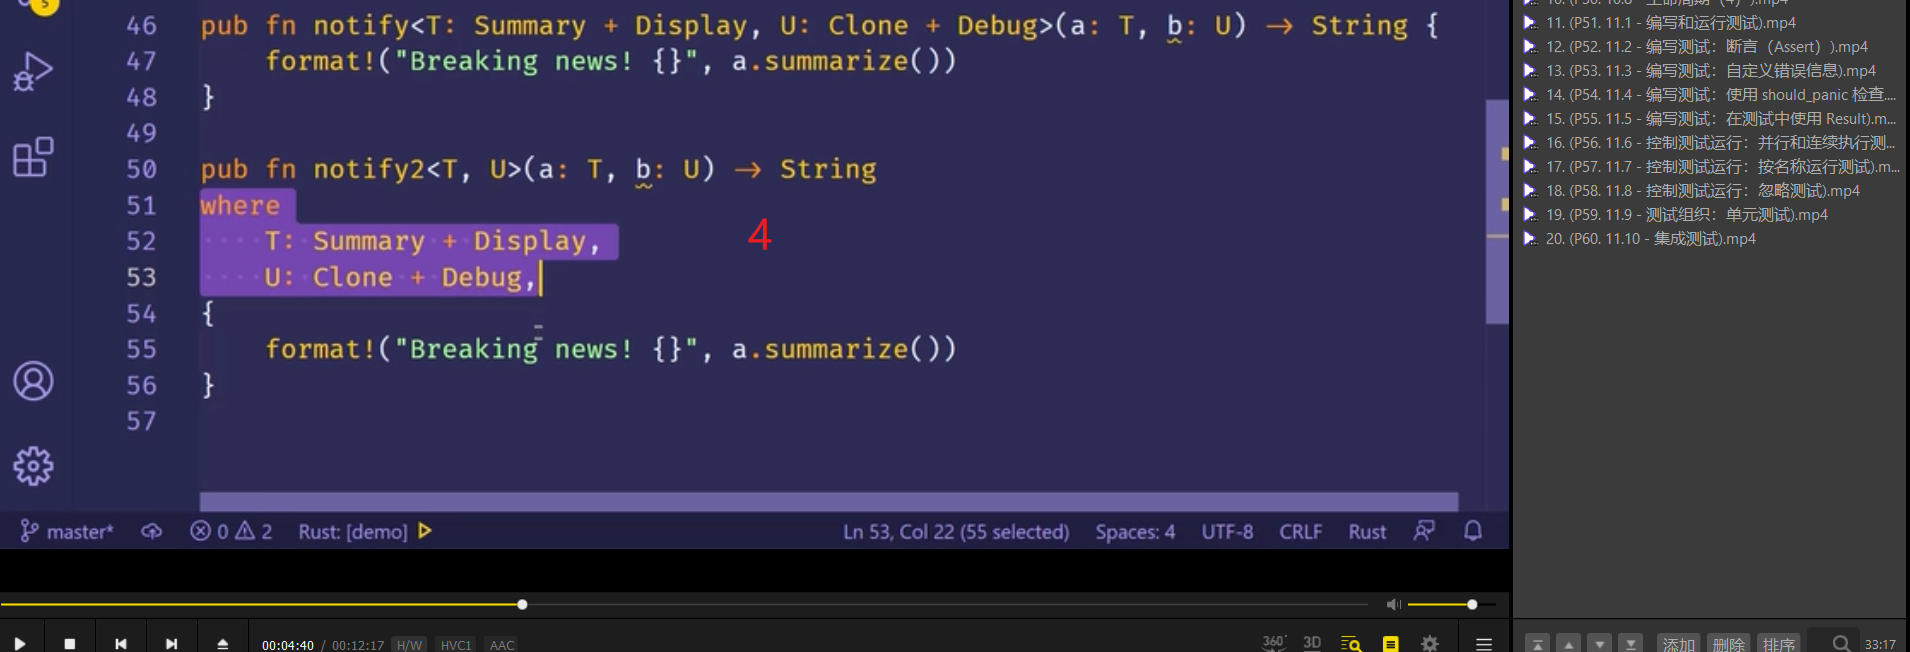 5
46 pub fn notify<T: Summary + Display, U: Clone + Debug>(a: T, b: U) → String {
47 format!("Breaking news! {}", a.summarize())
48 }
49
50 pub fn notify2<T, U>(a: T, b: U) → String
51 where
52 T: Summary + Display,
4
53 U: Clone + Debug,
54 {
55 format!("Breaking news! {}", a.summarize())
56 }
57
master* 0 2 Rust: [demo] Ln 53, Col 22 (55 selected) Spaces: 4 UTF-8 CRLF Rust
00:04:40 / 00:12:17 H/W HVC1 AAC 360° 3D
10. (P50. 10.8 - 生命周期（4）).mp4
11. (P51. 11.1 - 编写和运行测试).mp4
12. (P52. 11.2 - 编写测试：断言（Assert）).mp4
13. (P53. 11.3 - 编写测试：自定义错误信息).mp4
14. (P54. 11.4 - 编写测试：使用 should_panic 检查....
15. (P55. 11.5 - 编写测试：在测试中使用 Result).m...
16. (P56. 11.6 - 控制测试运行：并行和连续执行测...
17. (P57. 11.7 - 控制测试运行：按名称运行测试).m...
18. (P58. 11.8 - 控制测试运行：忽略测试).mp4
19. (P59. 11.9 - 测试组织：单元测试).mp4
20. (P60. 11.10 - 集成测试).mp4
添加 删除 排序 33:17